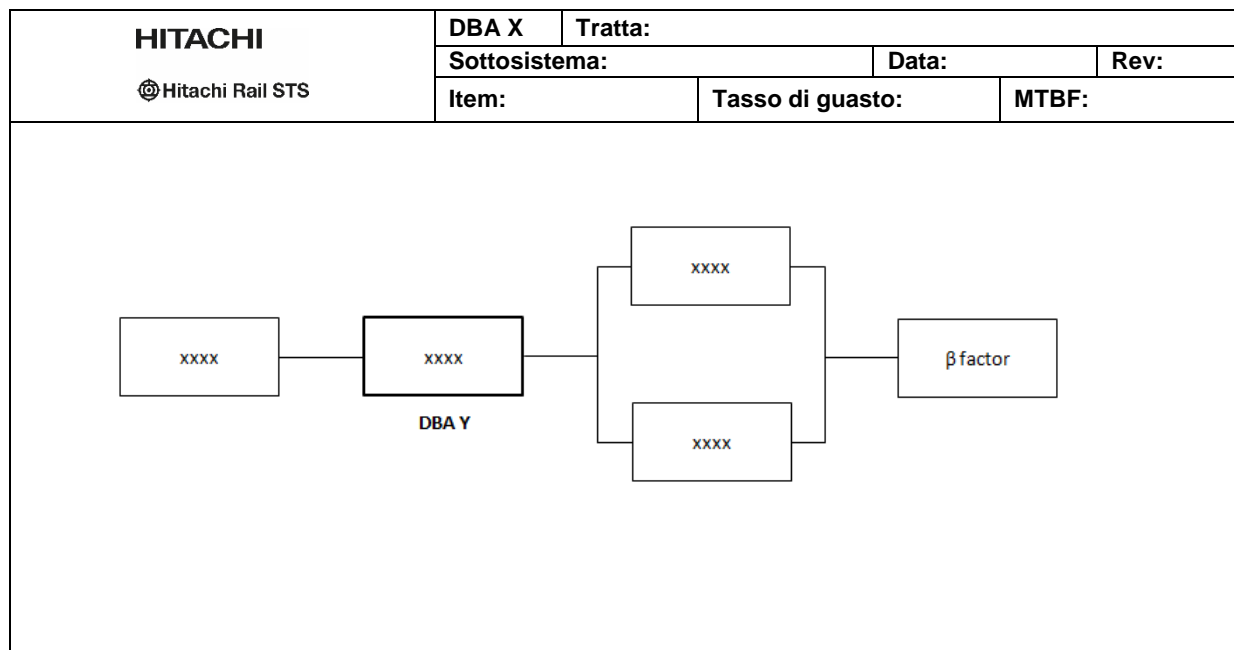 HITACHI
Hitachi Rail STS
DBA X Tratta:
Sottosistema: Data: Rev:
Item: Tasso di guasto: MTBF:
xxxx
xxxx xxxx β factor
DBA Y
xxxx